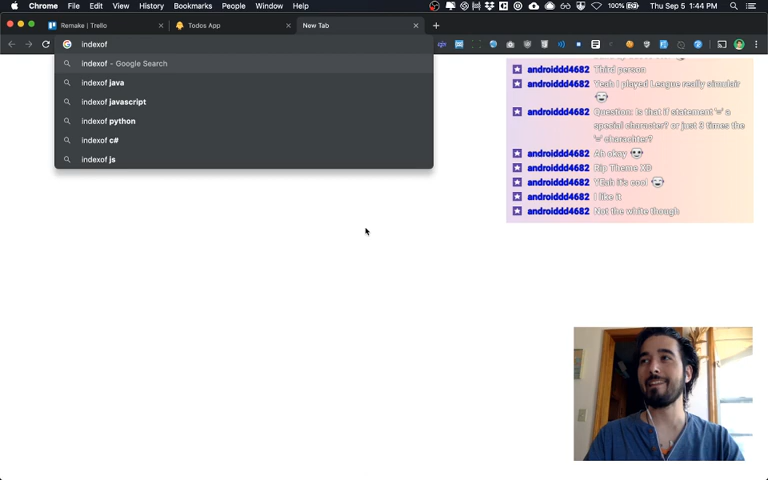 Chrome File Edit View History Bookmarks People Window Help 100% Thu Sep 5 1:44 PM
Remake | Trello Todos App New Tab
indexof
indexof - Google Search
indexof java
indexof javascript
indexof python
indexof c#
indexof js
androiddd4682 Third person
androiddd4682 Yeah I played League really simulair
androiddd4682 Question: Is that if statement '=' a
special character? or just 3 times the
'=' charachter?
androiddd4682 Ah okay
androiddd4682 Rip Theme XD
androiddd4682 YEah it's cool
androiddd4682 I like it
androiddd4682 Not the white though